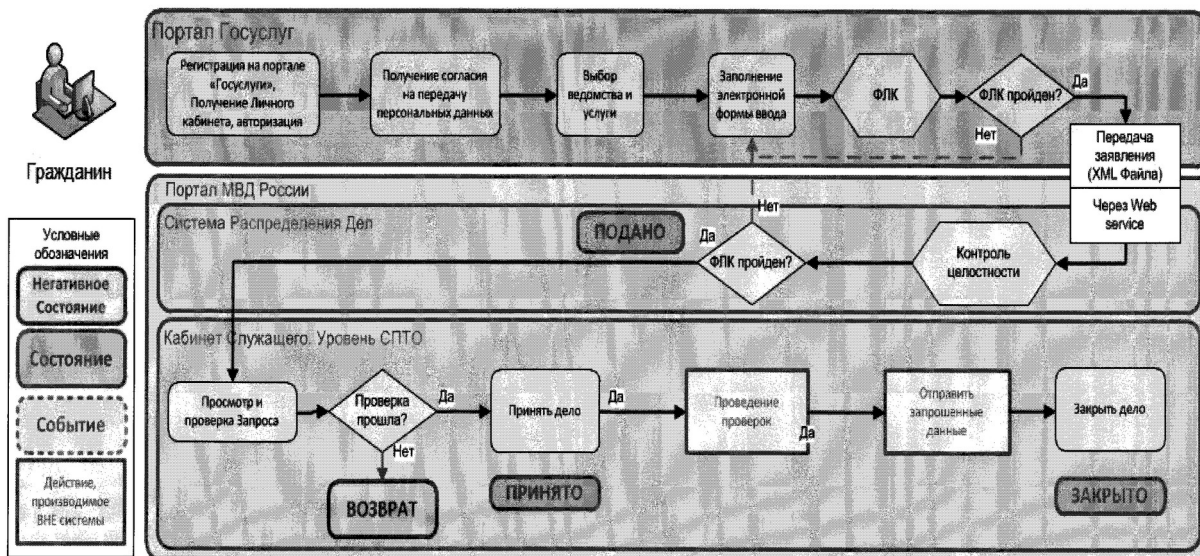 Портал Госуслуг
Регистрация на портале
«Госуслуги»,
Получение Личного
кабинета, авторизация
Получение согласия
на передачу
персональных данных
Выбор
ведомства и
услуги
Заполнение
электронной
формы ввода
ФЛК
ФЛК пройден?
Да
Нет
Передача
заявления
(XML Файла)
Через Web
service
Гражданин
Портал МВД России
Система Распределения Дел
ПОДАНО
Нет
Да
ФЛК пройден?
Контроль
целостности
Условные
обозначения
Негативное
Состояние
Состояние
Событие
Действие,
производимое
ВНЕ системы
Кабинет Служащего. Уровень СПТО
Просмотр и
проверка Запроса
Проверка
прошла?
Да
Нет
ВОЗВРАТ
Принять дело
Да
ПРИНЯТО
Проведение
проверок
Да
Отправить
запрошенные
данные
Закрыть дело
ЗАКРЫТО